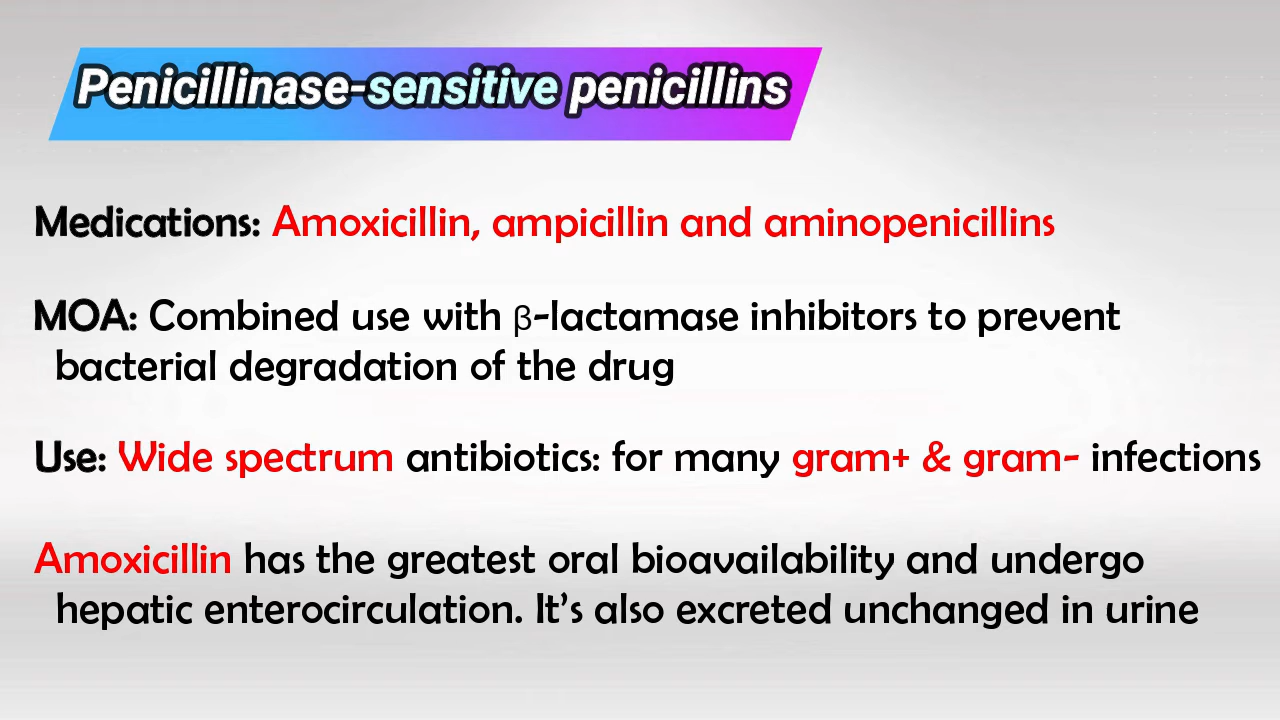 Penicillinase-sensitive penicillins
Medications: Amoxicillin, ampicillin and aminopenicillins
MOA: Combined use with β-lactamase inhibitors to prevent
bacterial degradation of the drug
Use: Wide spectrum antibiotics: for many gram+ & gram- infections
Amoxicillin has the greatest oral bioavailability and undergo
hepatic enterocirculation. It’s also excreted unchanged in urine